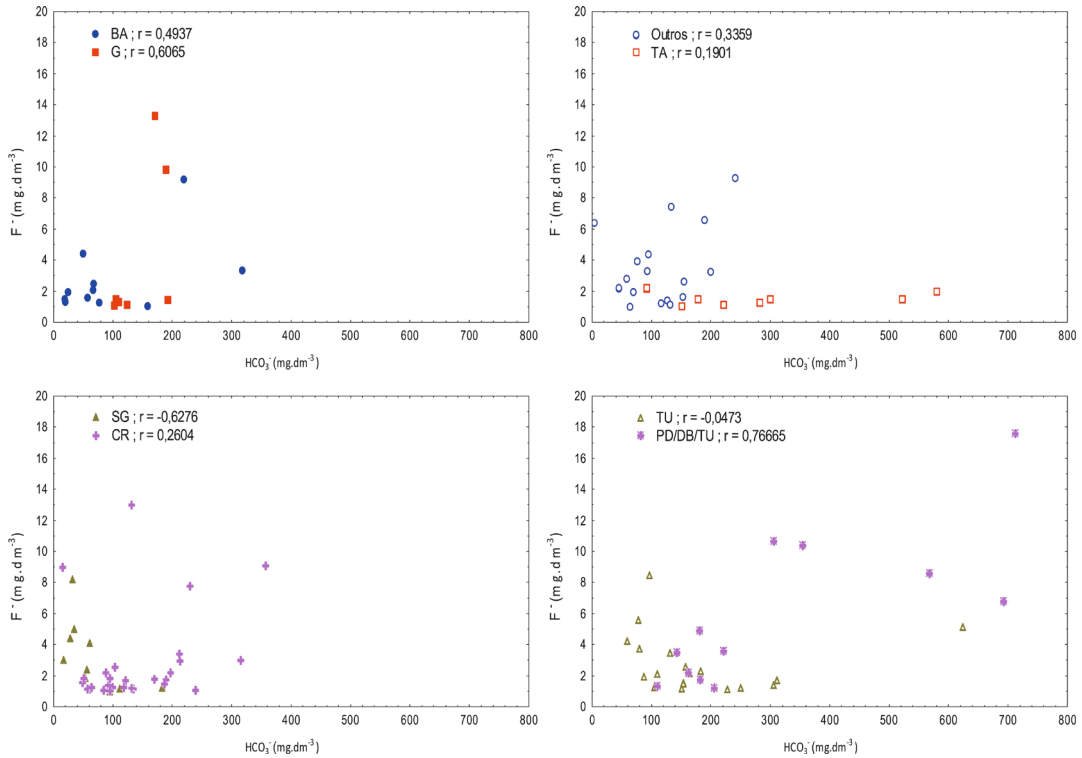 BA ; r = 0,4937
G ; r = 0,6065
20
18
16
14
12
10
8
6
4
2
0
F⁻ (mg.dm⁻³)
0 100 200 300 400 500 600 700 800
HCO₃⁻(mg.dm⁻³)
Outros ; r = 0,3359
TA ; r = 0,1901
20
18
16
14
12
10
8
6
4
2
0
F⁻ (mg.dm⁻³)
0 100 200 300 400 500 600 700 800
HCO₃⁻(mg.dm⁻³)
SG ; r = -0,6276
CR ; r = 0,2604
20
18
16
14
12
10
8
6
4
2
0
F⁻ (mg.dm⁻³)
0 100 200 300 400 500 600 700 800
HCO₃⁻(mg.dm⁻³)
TU ; r = -0,0473
PD/DB/TU ; r = 0,76665
20
18
16
14
12
10
8
6
4
2
0
F⁻ (mg.dm⁻³)
0 100 200 300 400 500 600 700 800
HCO₃⁻(mg.dm⁻³)